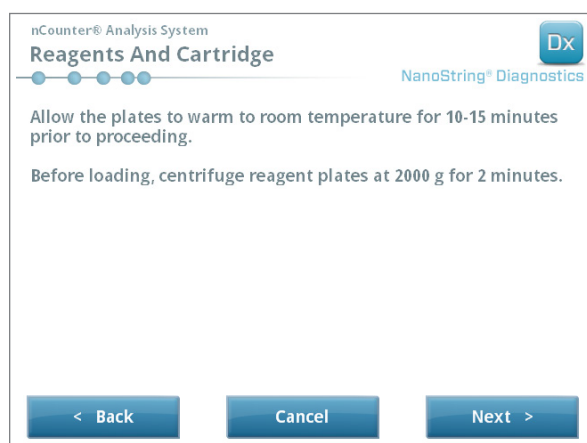 nCounter® Analysis System
Reagents And Cartridge
Dx
NanoString® Diagnostics
Allow the plates to warm to room temperature for 10-15 minutes
prior to proceeding.
Before loading, centrifuge reagent plates at 2000 g for 2 minutes.
< Back
Cancel
Next >